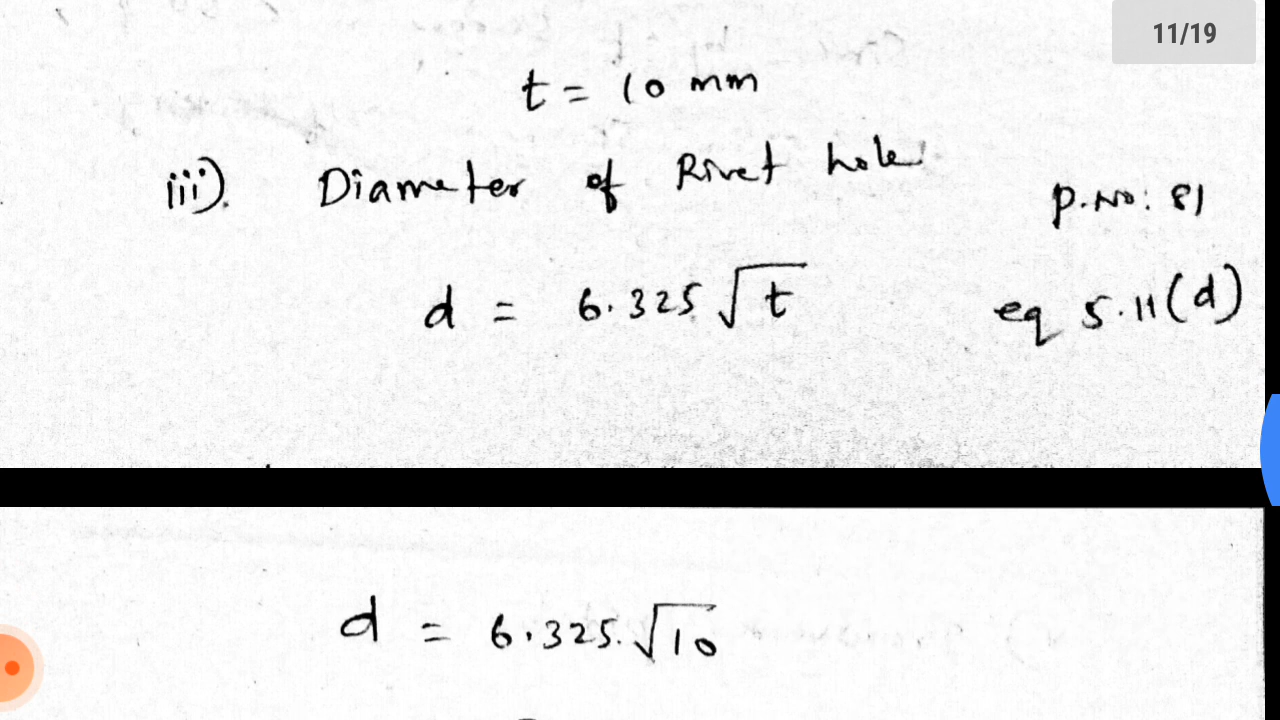 11/19
t = 10 mm
iii). Diameter of Rivet hole
P.No: 81
d = 6.325 √t eq 5.11(d)
d = 6.325. √10